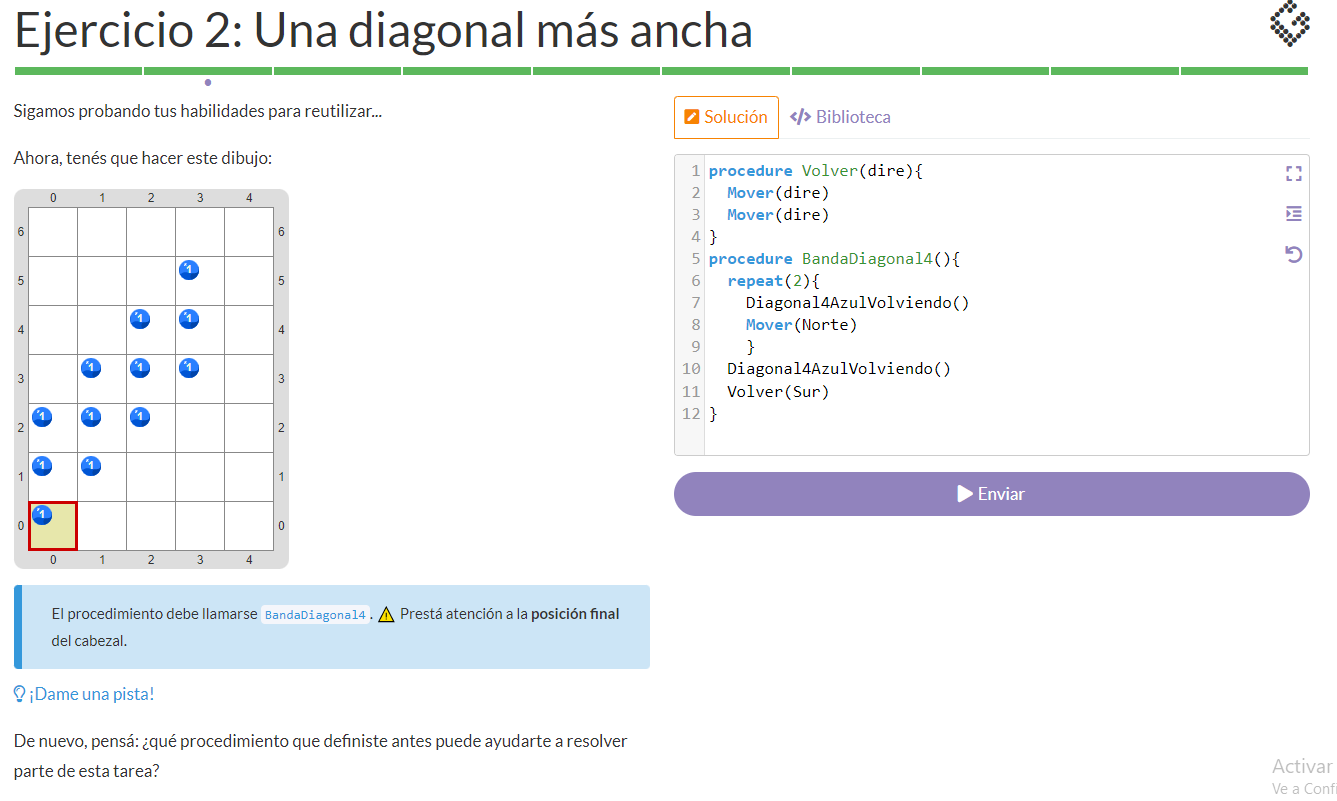 Ejercicio 2: Una diagonal más ancha
Sigamos probando tus habilidades para reutilizar...
Ahora, tenés que hacer este dibujo:
0 1 2 3 4
6 6
1
5 5
1 1
4 4
1 1 1
3 3
1 1 1
2 2
1 1
1 1
1
0 0
0 1 2 3 4
El procedimiento debe llamarse BandaDiagonal4. Prestá atención a la posición final
del cabezal.
¡Dame una pista!
De nuevo, pensá: ¿qué procedimiento que definiste antes puede ayudarte a resolver
parte de esta tarea?
Solución </> Biblioteca
1 procedure Volver(dire){
2   Mover(dire)
3   Mover(dire)
4 }
5 procedure BandaDiagonal4(){
6   repeat(2){
7     Diagonal4AzulVolviendo()
8     Mover(Norte)
9     }
10   Diagonal4AzulVolviendo()
11   Volver(Sur)
12 }
Enviar
Activar
Ve a Confi